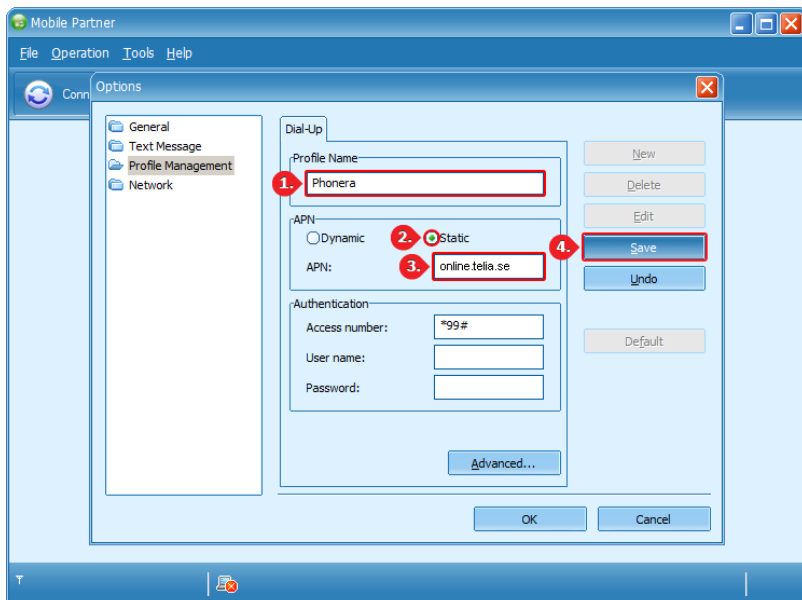 Mobile Partner
File Operation Tools Help
Conn
Options
General
Text Message
Profile Management
Network
Dial-Up
Profile Name
1. Phonera
APN
Dynamic 2. Static
APN: 3. online.telia.se
Authentication
Access number: *99#
User name:
Password:
Advanced...
New
Delete
Edit
4. Save
Undo
Default
OK Cancel